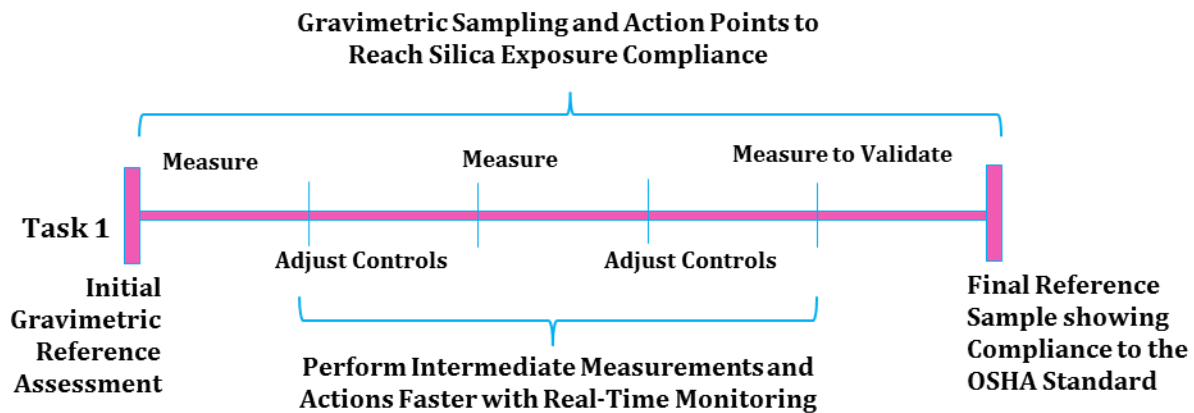 Gravimetric Sampling and Action Points to
Reach Silica Exposure Compliance
Measure
Measure
Measure to Validate
Task 1
Adjust Controls
Adjust Controls
Initial
Gravimetric
Reference
Assessment
Final Reference
Sample showing
Compliance to the
OSHA Standard
Perform Intermediate Measurements and
Actions Faster with Real-Time Monitoring